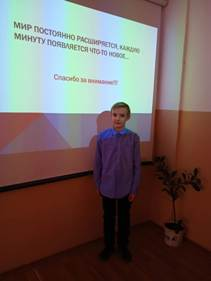 МИР ПОСТОЯННО РАСШИРЯЕТСЯ, КАЖДУЮ
МИНУТУ ПОЯВЛЯЕТСЯ ЧТО-ТО НОВОЕ...
Спасибо за внимание!!!